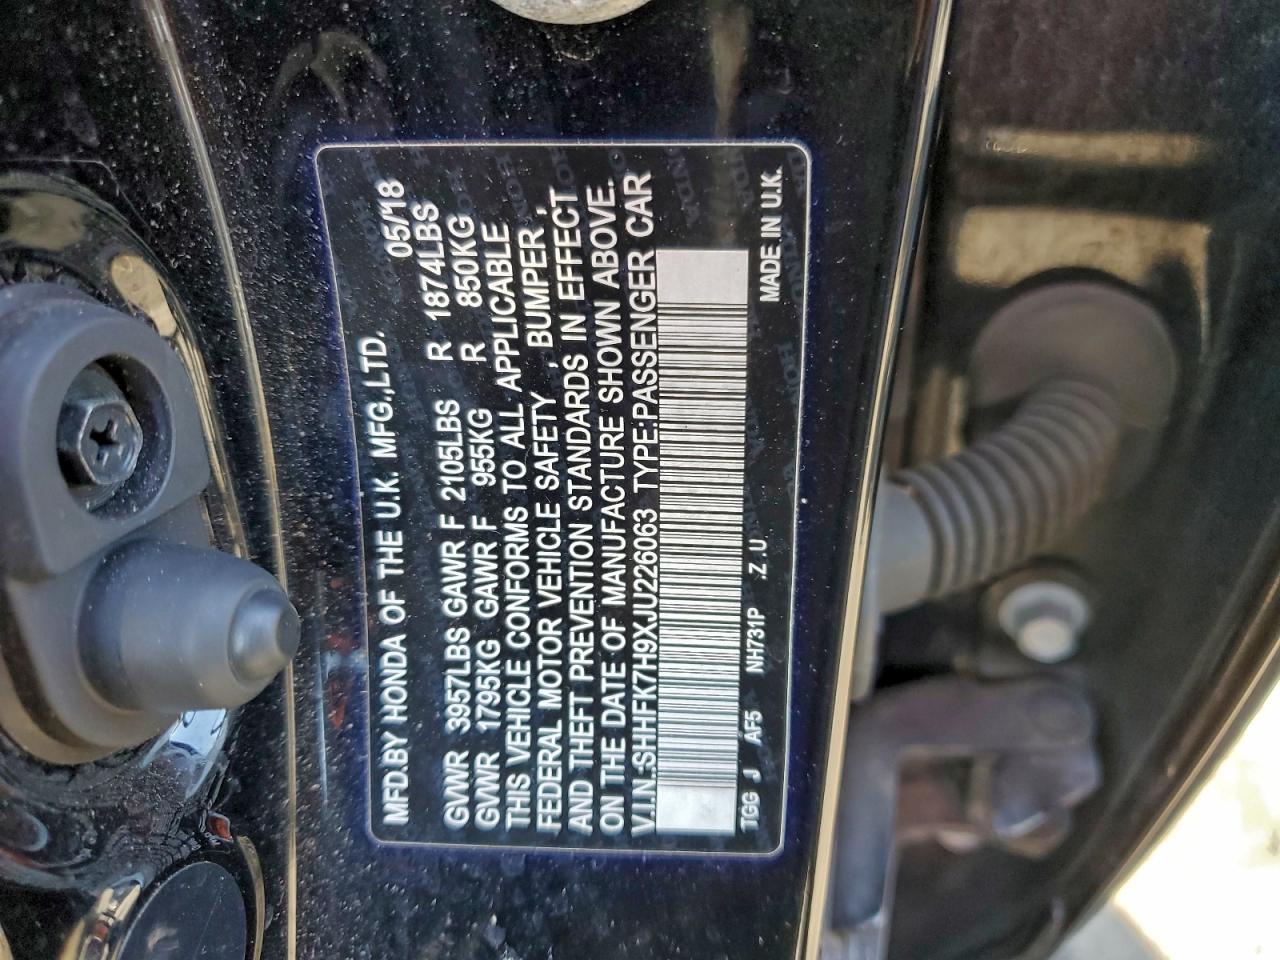 MFD.BY HONDA OF THE U.K. MFG.,LTD. 05/18
GVWR 3957LBS GAWR F 2105LBS R 1874LBS
GVWR 1795KG GAWR F 955KG R 850KG
THIS VEHICLE CONFORMS TO ALL APPLICABLE
FEDERAL MOTOR VEHICLE SAFETY , BUMPER ,
AND THEFT PREVENTION STANDARDS IN EFFECT
ON THE DATE OF MANUFACTURE SHOWN ABOVE.
V.I.N.:SHHFK7H9XJU226063 TYPE:PASSENGER CAR
TGG J AF5 NH731P .Z .U MADE IN U.K.